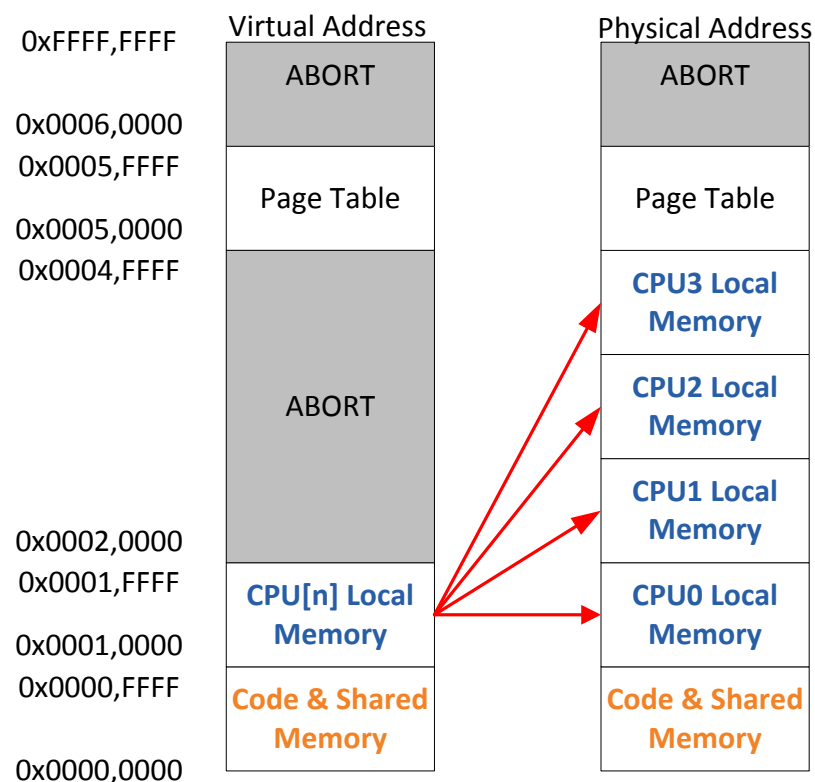 Virtual Address
Physical Address
0xFFFF,FFFF
ABORT
ABORT
0x0006,0000
0x0005,FFFF
Page Table
Page Table
0x0005,0000
0x0004,FFFF
CPU3 Local
Memory
CPU2 Local
Memory
ABORT
CPU1 Local
Memory
0x0002,0000
0x0001,FFFF
CPU[n] Local
Memory
CPU0 Local
Memory
0x0001,0000
0x0000,FFFF
Code & Shared
Memory
Code & Shared
Memory
0x0000,0000